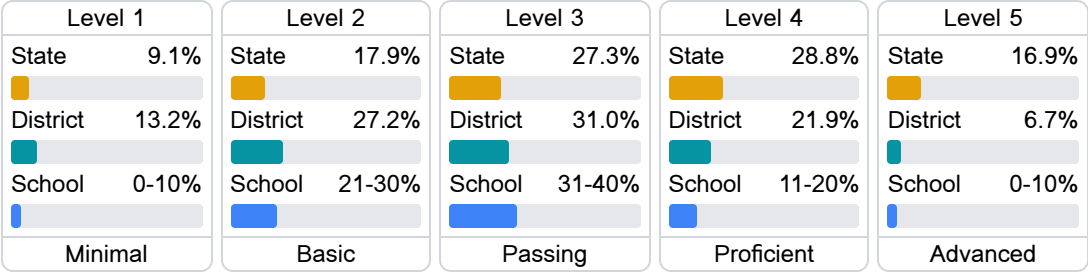 Level 1
State 9.1%
District 13.2%
School 0-10%
Minimal
Level 2
State 17.9%
District 27.2%
School 21-30%
Basic
Level 3
State 27.3%
District 31.0%
School 31-40%
Passing
Level 4
State 28.8%
District 21.9%
School 11-20%
Proficient
Level 5
State 16.9%
District 6.7%
School 0-10%
Advanced